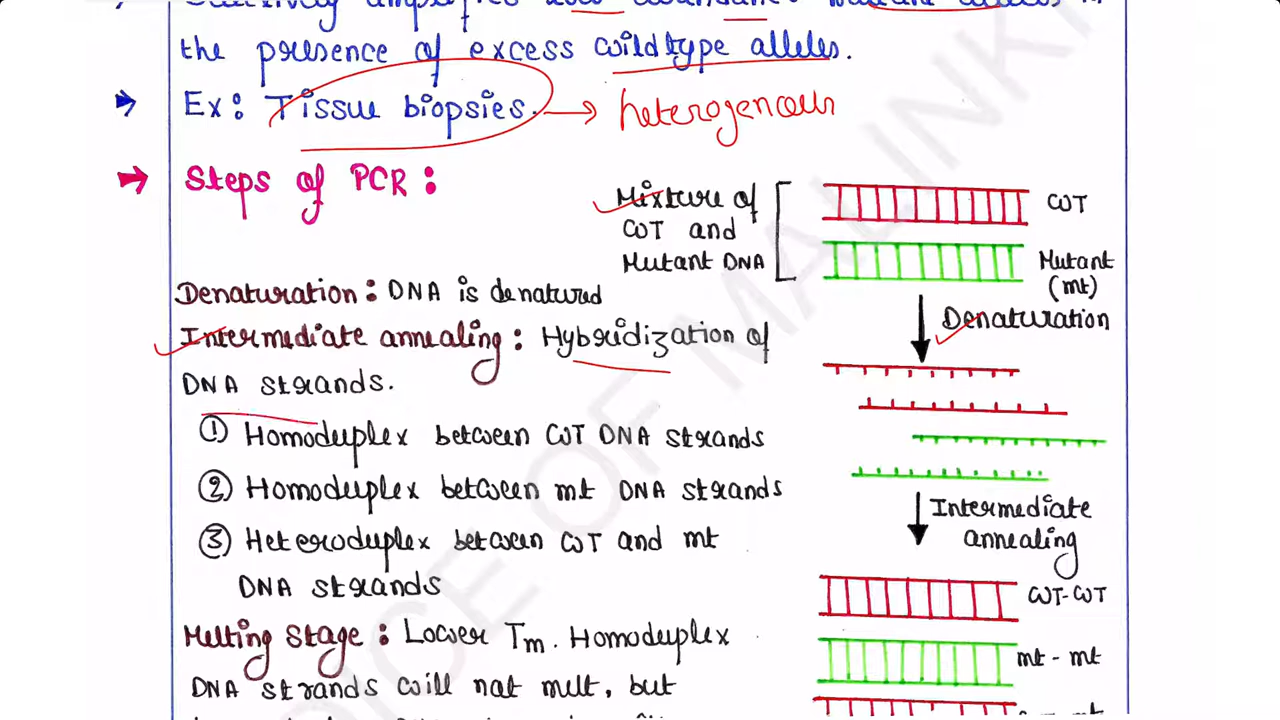 the presence of excess wildtype alleles.
Ex: Tissue biopsies. → heterogeneous
Steps of PCR:
Mixture of
WT and
Mutant DNA
WT
Mutant
(mt)
Denaturation: DNA is denatured
Denaturation
Intermediate annealing: Hybridization of
DNA strands.
① Homoduplex between WT DNA strands
② Homoduplex between mt DNA strands
③ Heteroduplex between WT and mt
DNA strands
Intermediate
annealing
WT-WT
Melting Stage: Lower Tm. Homoduplex
mt - mt
DNA strands will not melt, but
OF MALINKI